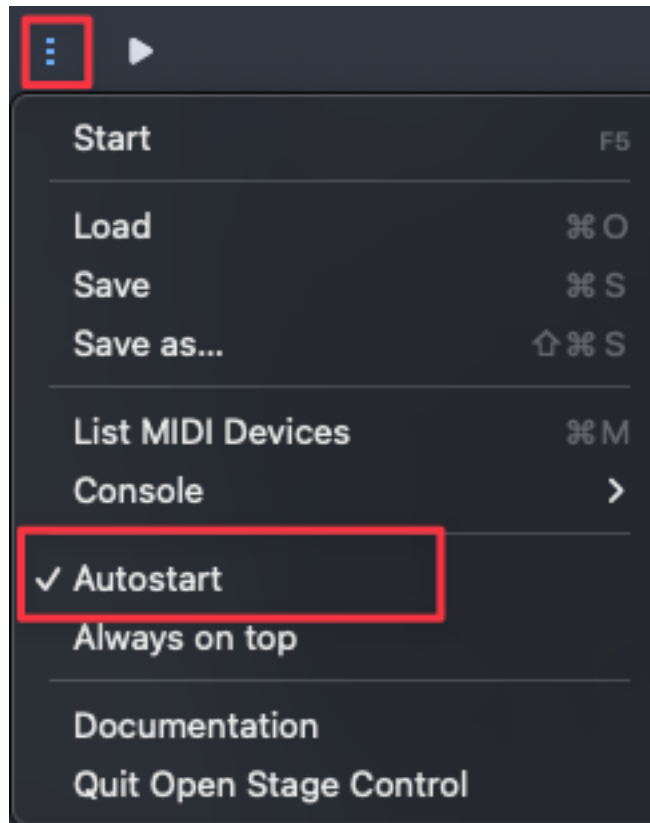 Start F5
Load ⌘ O
Save ⌘ S
Save as... ⇧ ⌘ S
List MIDI Devices ⌘ M
Console
✓ Autostart
Always on top
Documentation
Quit Open Stage Control